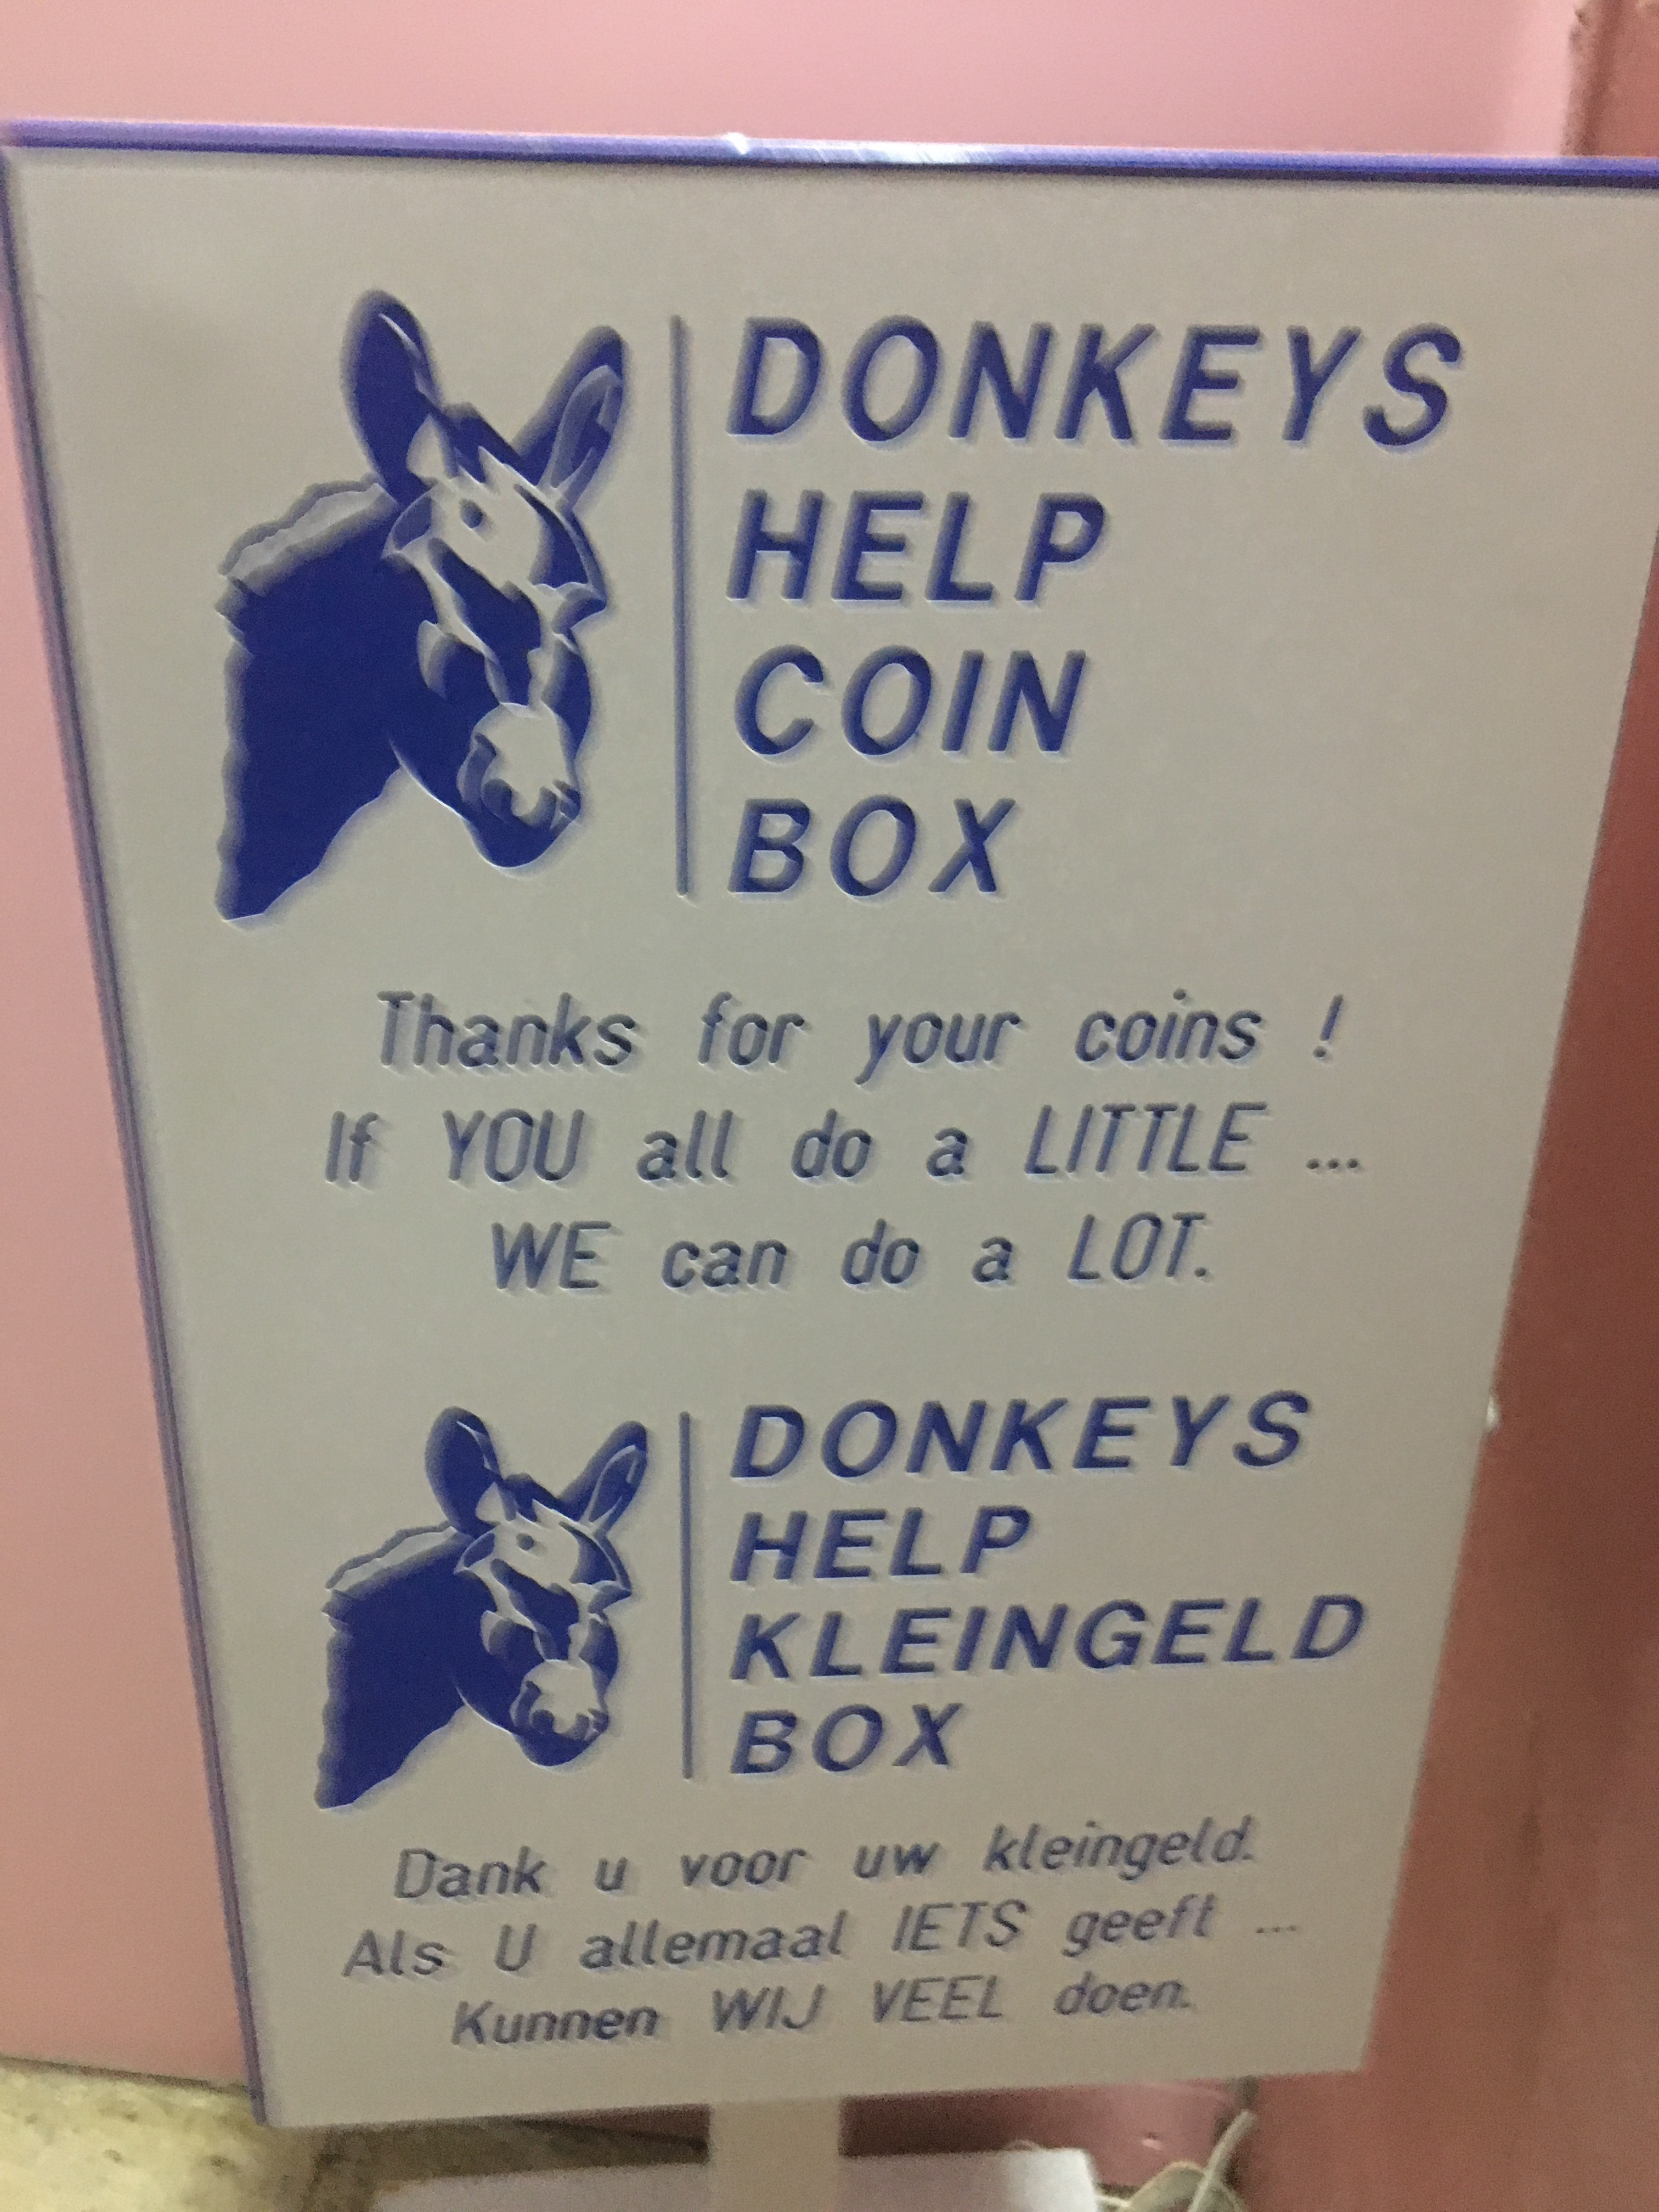 DONKEYS
HELP
COIN
BOX
Thanks for your coins !
If YOU all do a LITTLE ...
WE can do a LOT.
DONKEYS
HELP
KLEINGELD
BOX
Dank u voor uw kleingeld.
Als U allemaal IETS geeft ...
Kunnen WIJ VEEL doen.